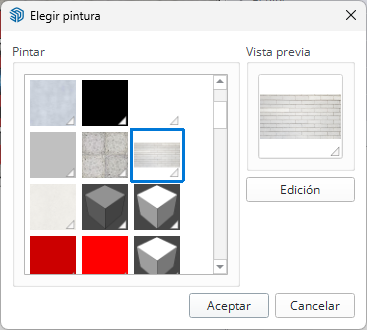 Elegir pintura
Pintar
Vista previa
Edición
Aceptar
Cancelar